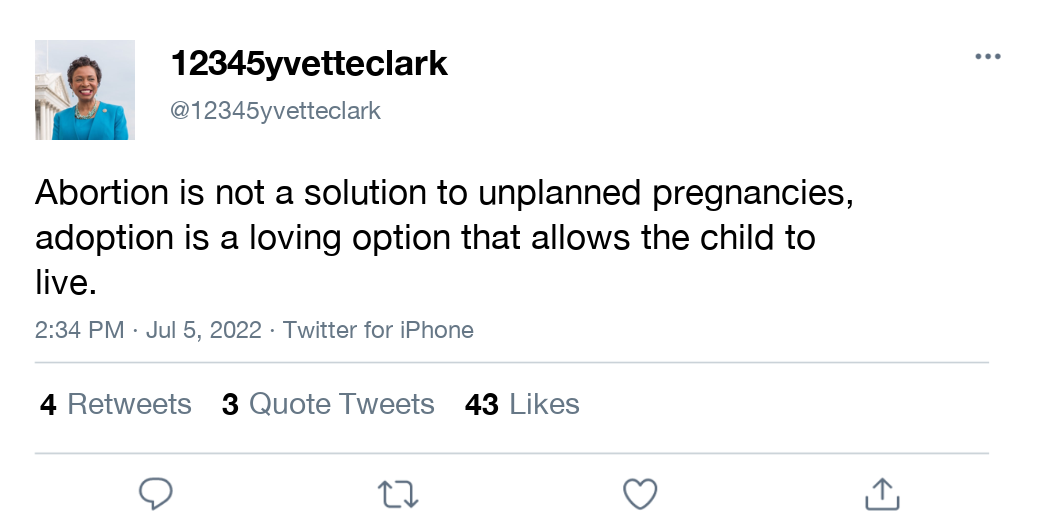 12345yvetteclark
@12345yvetteclark
Abortion is not a solution to unplanned pregnancies,
adoption is a loving option that allows the child to
live.
2:34 PM · Jul 5, 2022 · Twitter for iPhone
4 Retweets 3 Quote Tweets 43 Likes